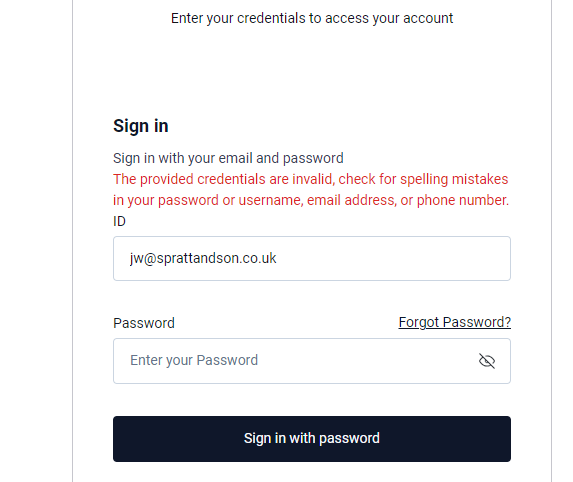 Enter your credentials to access your account
Sign in
Sign in with your email and password
The provided credentials are invalid, check for spelling mistakes
in your password or username, email address, or phone number.
ID
jw@sprattandson.co.uk
Password
Forgot Password?
Enter your Password
Sign in with password